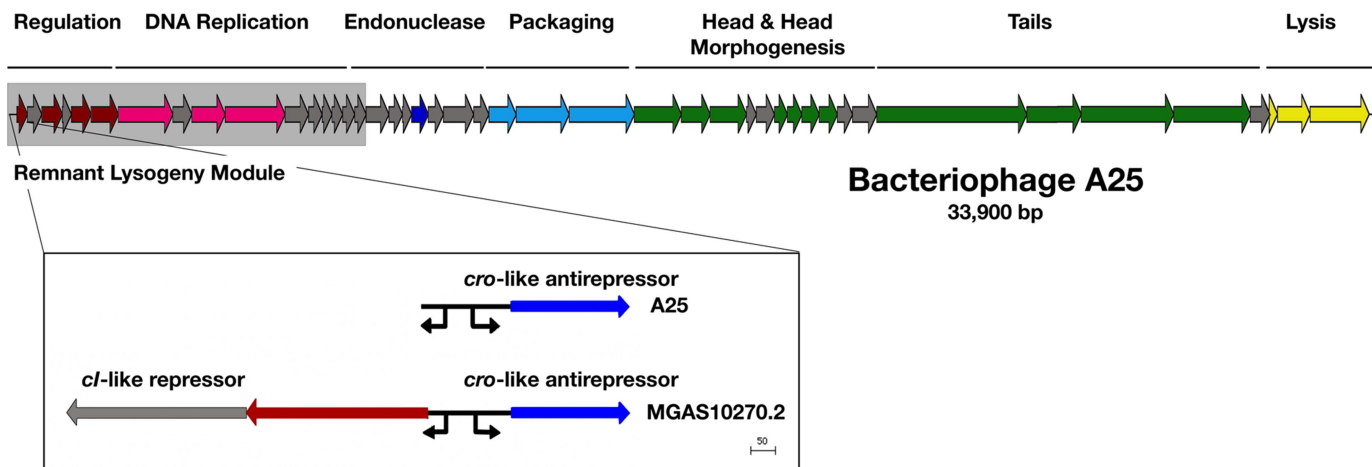 Regulation DNA Replication Endonuclease Packaging Head & Head Tails Lysis
Morphogenesis
Remnant Lysogeny Module
Bacteriophage A25
33,900 bp
cro-like antirepressor
A25
cI-like repressor cro-like antirepressor
MGAS10270.2
50